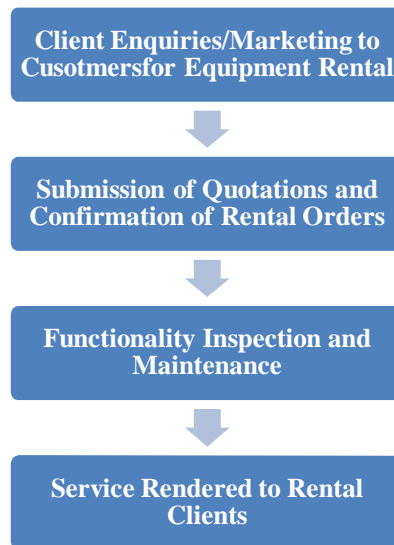 Client Enquiries/Marketing to
Cusotmersfor Equipment Rental
Submission of Quotations and
Confirmation of Rental Orders
Functionality Inspection and
Maintenance
Service Rendered to Rental
Clients